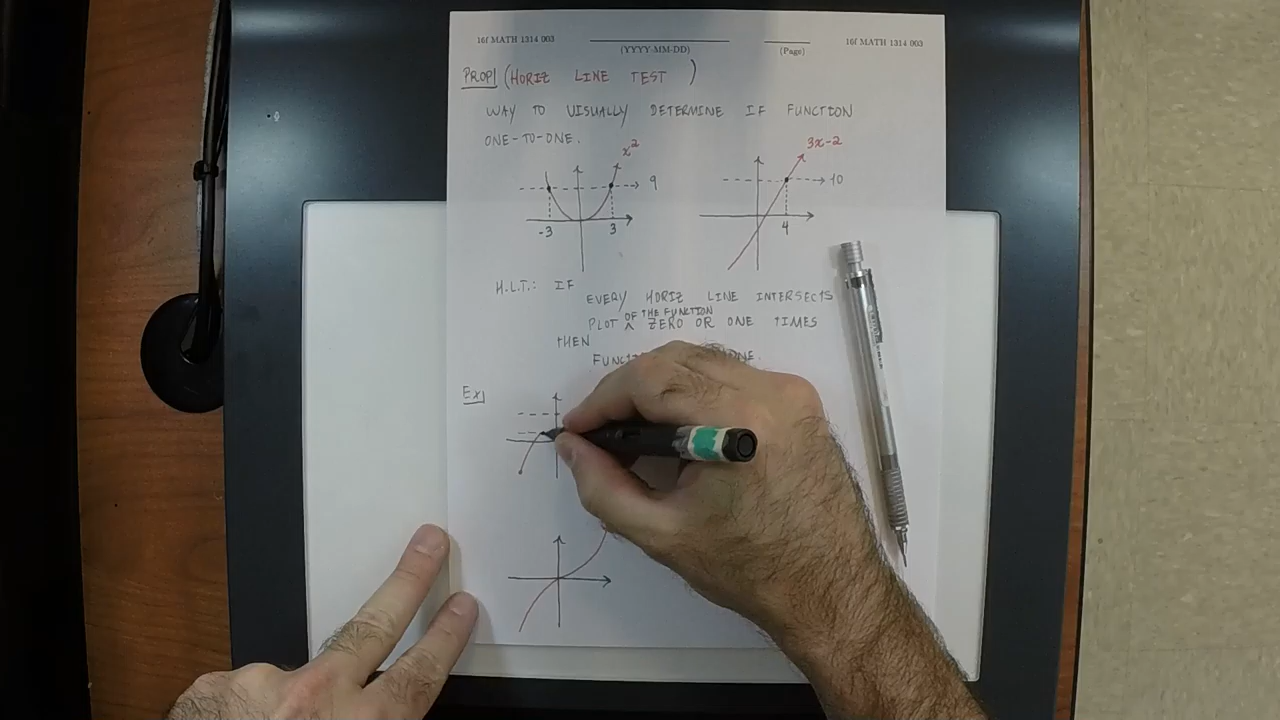 16f MATH 1314 003
(YYYY-MM-DD)
(Page)
16f MATH 1314 003
PROP (HORIZ LINE TEST)
WAY TO VISUALLY DETERMINE IF FUNCTION
ONE-TO-ONE.
x²
9
-3
3
3x-2
10
4
H.L.T.: IF
EVERY HORIZ LINE INTERSECTS
OF THE FUNCTION
PLOT ^ ZERO OR ONE TIMES
THEN
Ex